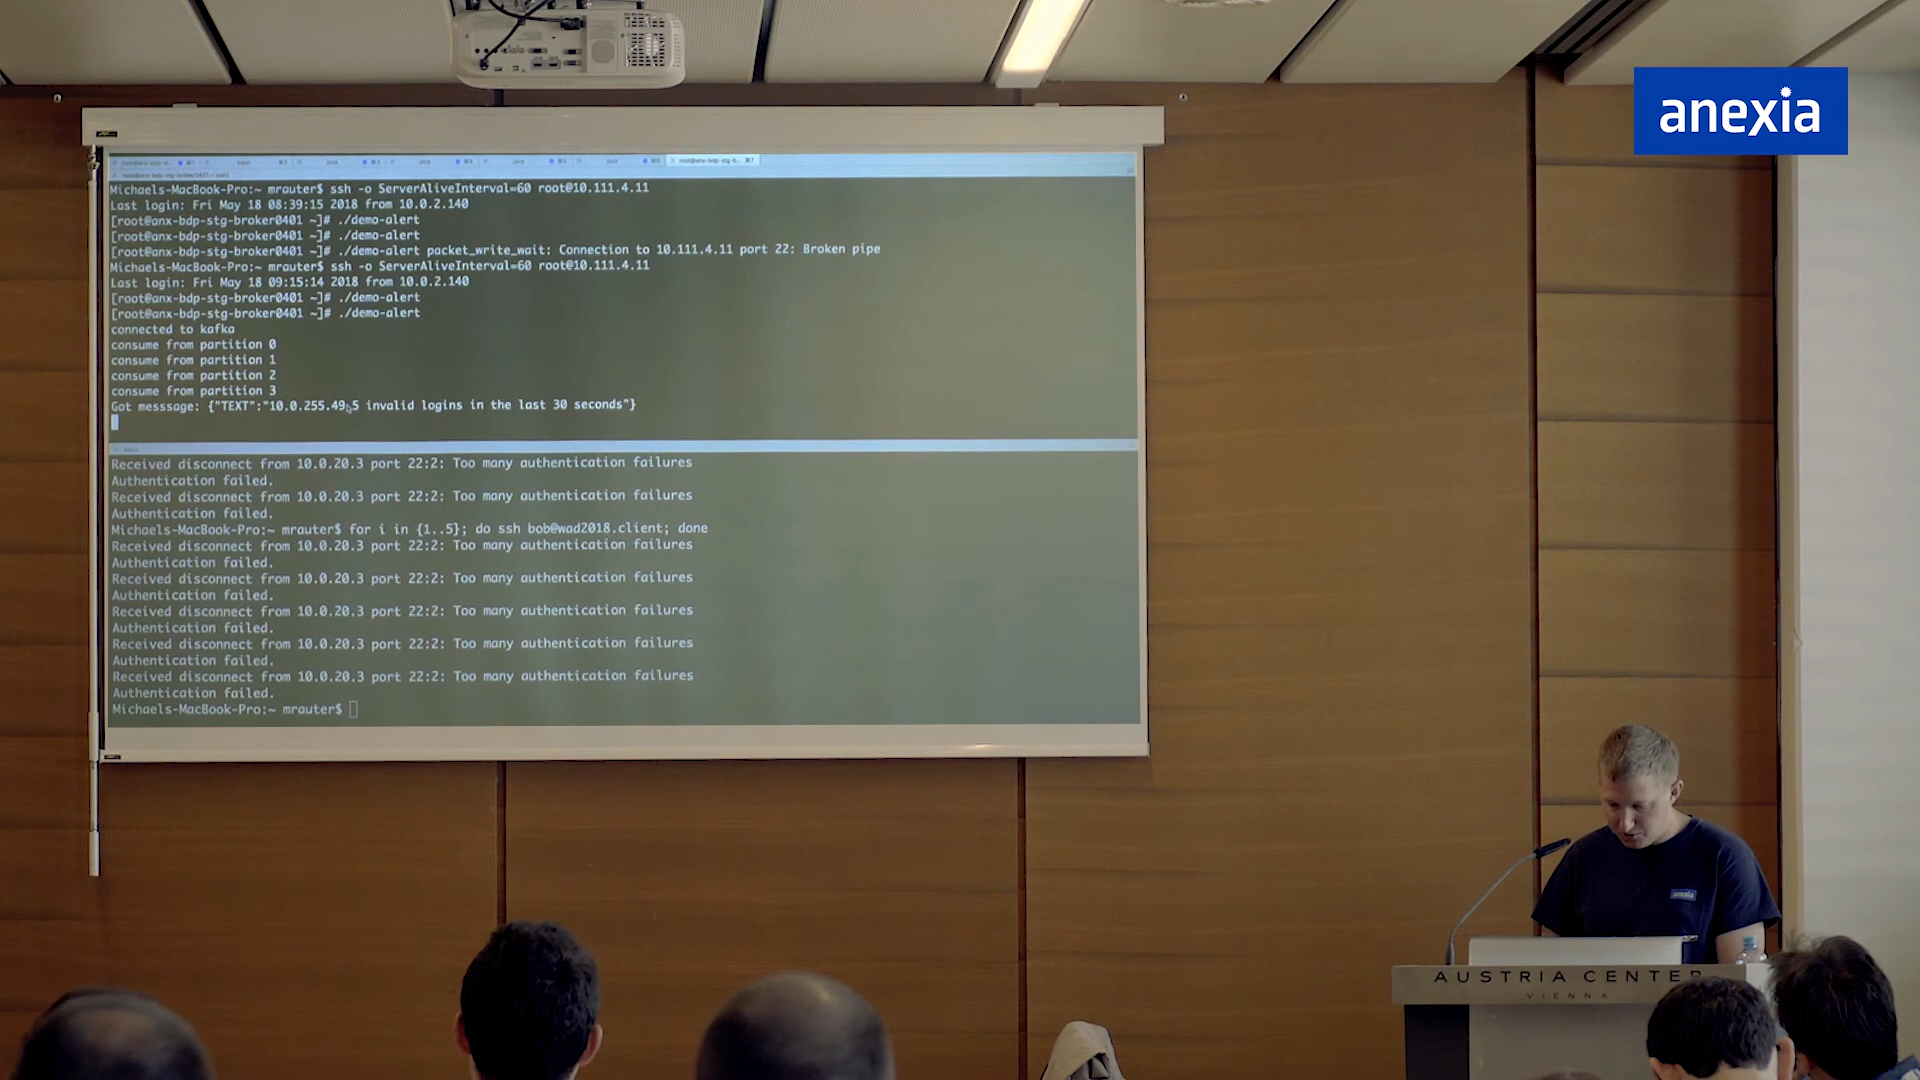 anexia
Michaels-MacBook-Pro:~ mrauter$ ssh -o ServerAliveInterval=60 root@10.111.4.11
Last login: Fri May 18 08:39:15 2018 from 10.0.2.140
[root@anx-bdp-stg-broker0401 ~]# ./demo-alert
[root@anx-bdp-stg-broker0401 ~]# ./demo-alert
[root@anx-bdp-stg-broker0401 ~]# ./demo-alert packet_write_wait: Connection to 10.111.4.11 port 22: Broken pipe
Michaels-MacBook-Pro:~ mrauter$ ssh -o ServerAliveInterval=60 root@10.111.4.11
Last login: Fri May 18 09:15:14 2018 from 10.0.2.140
[root@anx-bdp-stg-broker0401 ~]# ./demo-alert
[root@anx-bdp-stg-broker0401 ~]# ./demo-alert
connected to kafka
consume from partition 0
consume from partition 1
consume from partition 2
consume from partition 3
Got messsage: {"TEXT":"10.0.255.49:5 invalid logins in the last 30 seconds"}
Received disconnect from 10.0.20.3 port 22:2: Too many authentication failures
Authentication failed.
Received disconnect from 10.0.20.3 port 22:2: Too many authentication failures
Authentication failed.
Michaels-MacBook-Pro:~ mrauter$ for i in {1..5}; do ssh bob@wad2018.client; done
Received disconnect from 10.0.20.3 port 22:2: Too many authentication failures
Authentication failed.
Received disconnect from 10.0.20.3 port 22:2: Too many authentication failures
Authentication failed.
Received disconnect from 10.0.20.3 port 22:2: Too many authentication failures
Authentication failed.
Received disconnect from 10.0.20.3 port 22:2: Too many authentication failures
Authentication failed.
Received disconnect from 10.0.20.3 port 22:2: Too many authentication failures
Authentication failed.
Michaels-MacBook-Pro:~ mrauter$
anexia
AUSTRIA CENTER
VIENNA